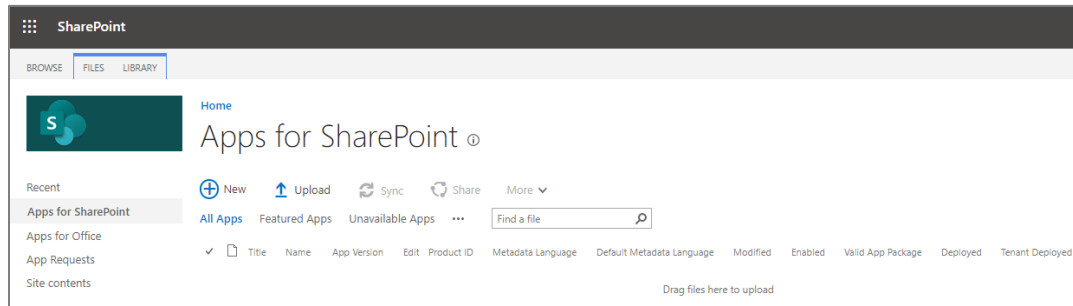 SharePoint
BROWSE FILES LIBRARY
S
Home
Apps for SharePoint
New Upload Sync Share More
Recent
Apps for SharePoint
Apps for Office
App Requests
Site contents
All Apps Featured Apps Unavailable Apps ••• Find a file
Title Name App Version Edit Product ID Metadata Language Default Metadata Language Modified Enabled Valid App Package Deployed Tenant Deployed
Drag files here to upload